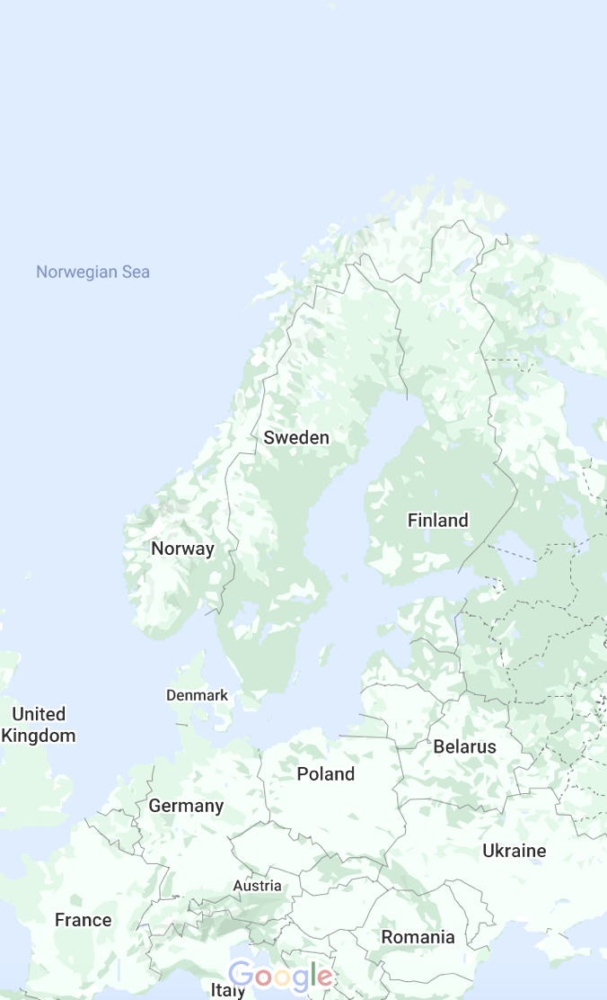 Norwegian Sea
Sweden
Finland
Norway
Denmark
United
Kingdom
Belarus
Poland
Germany
Ukraine
Austria
France
Romania
Google
Italy